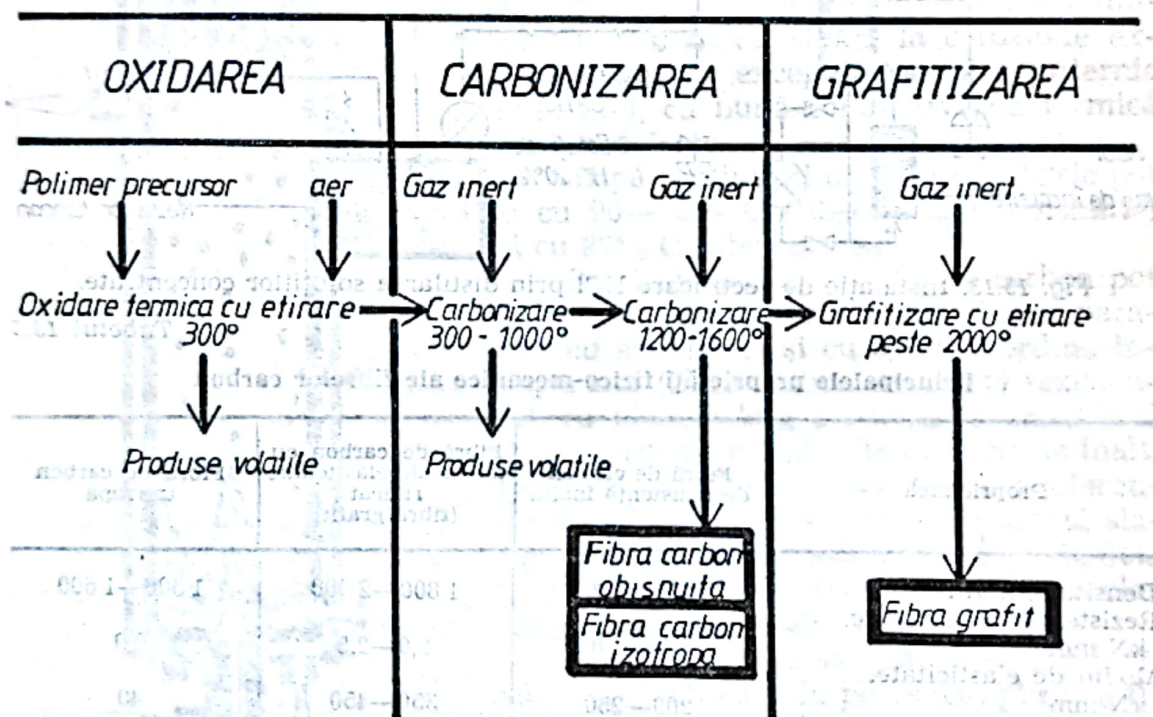 OXIDAREA CARBONIZAREA GRAFITIZAREA
Polimer precursor aer Gaz inert Gaz inert Gaz inert
Oxidare termica cu etirare Carbonizare Carbonizare Grafitizare cu etirare
300° 300 - 1000° 1200-1600° peste 2000°
Produse volatile Produse volatile
Fibra carbon
obisnuita
Fibra carbon
izotropa
Fibra grafit